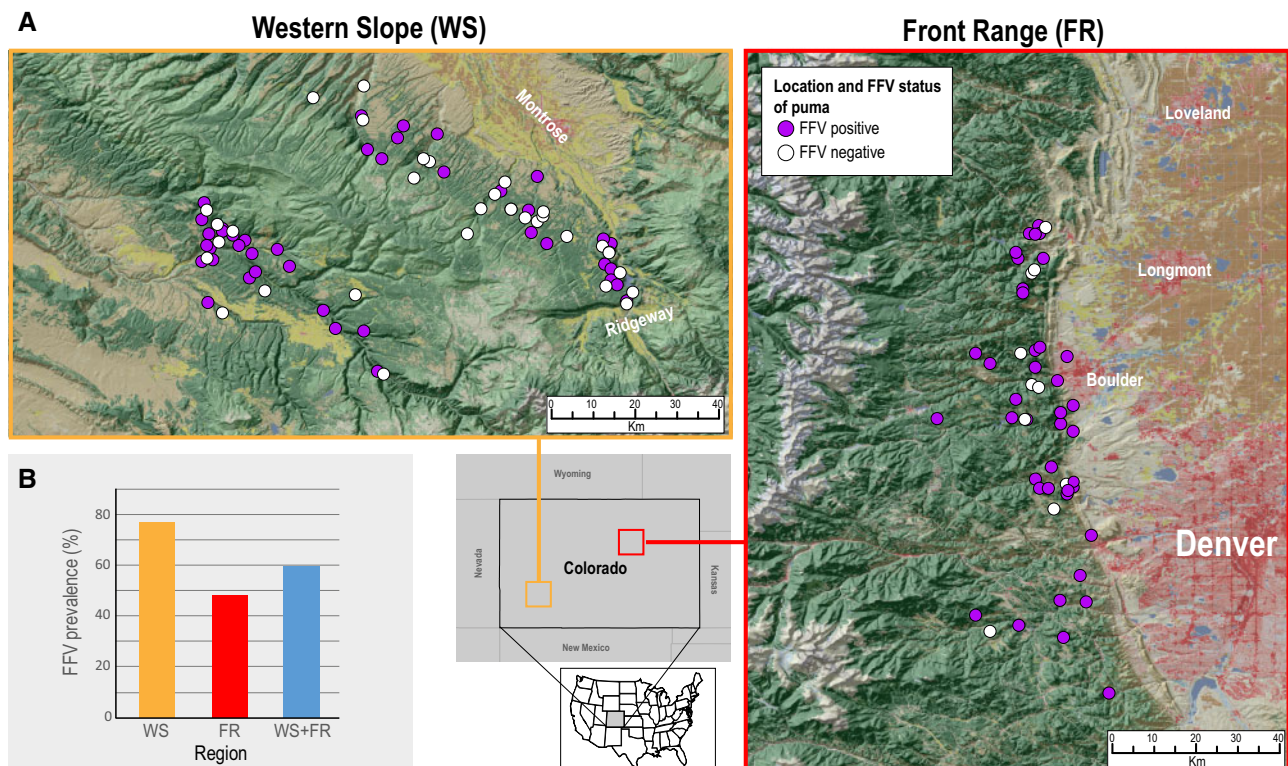 A
Western Slope (WS)
Montrose
Ridgeway
0 10 20 30 40
Km
Front Range (FR)
Location and FFV status
of puma
FFV positive
FFV negative
Loveland
Longmont
Boulder
Denver
0 10 20 30 40
Km
B
FFV prevalence (%)
80
60
40
20
0
WS FR WS+FR
Region
Wyoming
Nevada
Colorado
Kansas
New Mexico